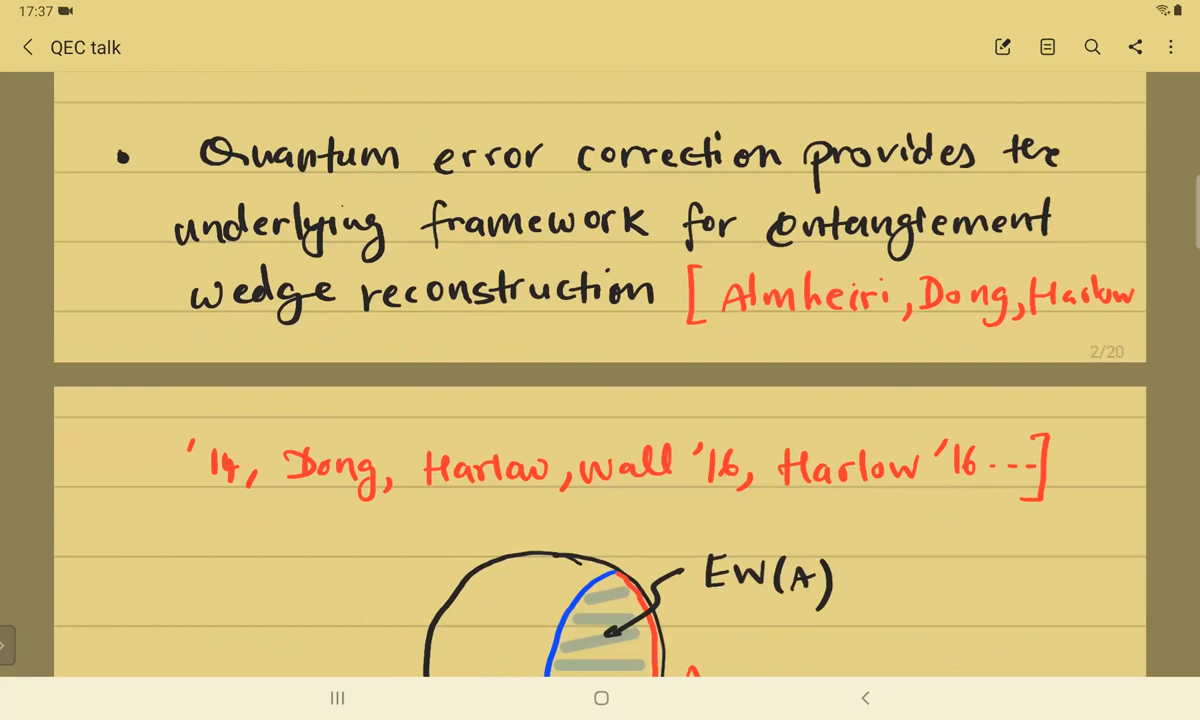 17:37
QEC talk
• Quantum error correction provides the
underlying framework for entanglement
wedge reconstruction [Almheiri, Dong, Harlow
2/20
'14, Dong, Harlow, Wall '16, Harlow '16 ---]
EW(A)
A